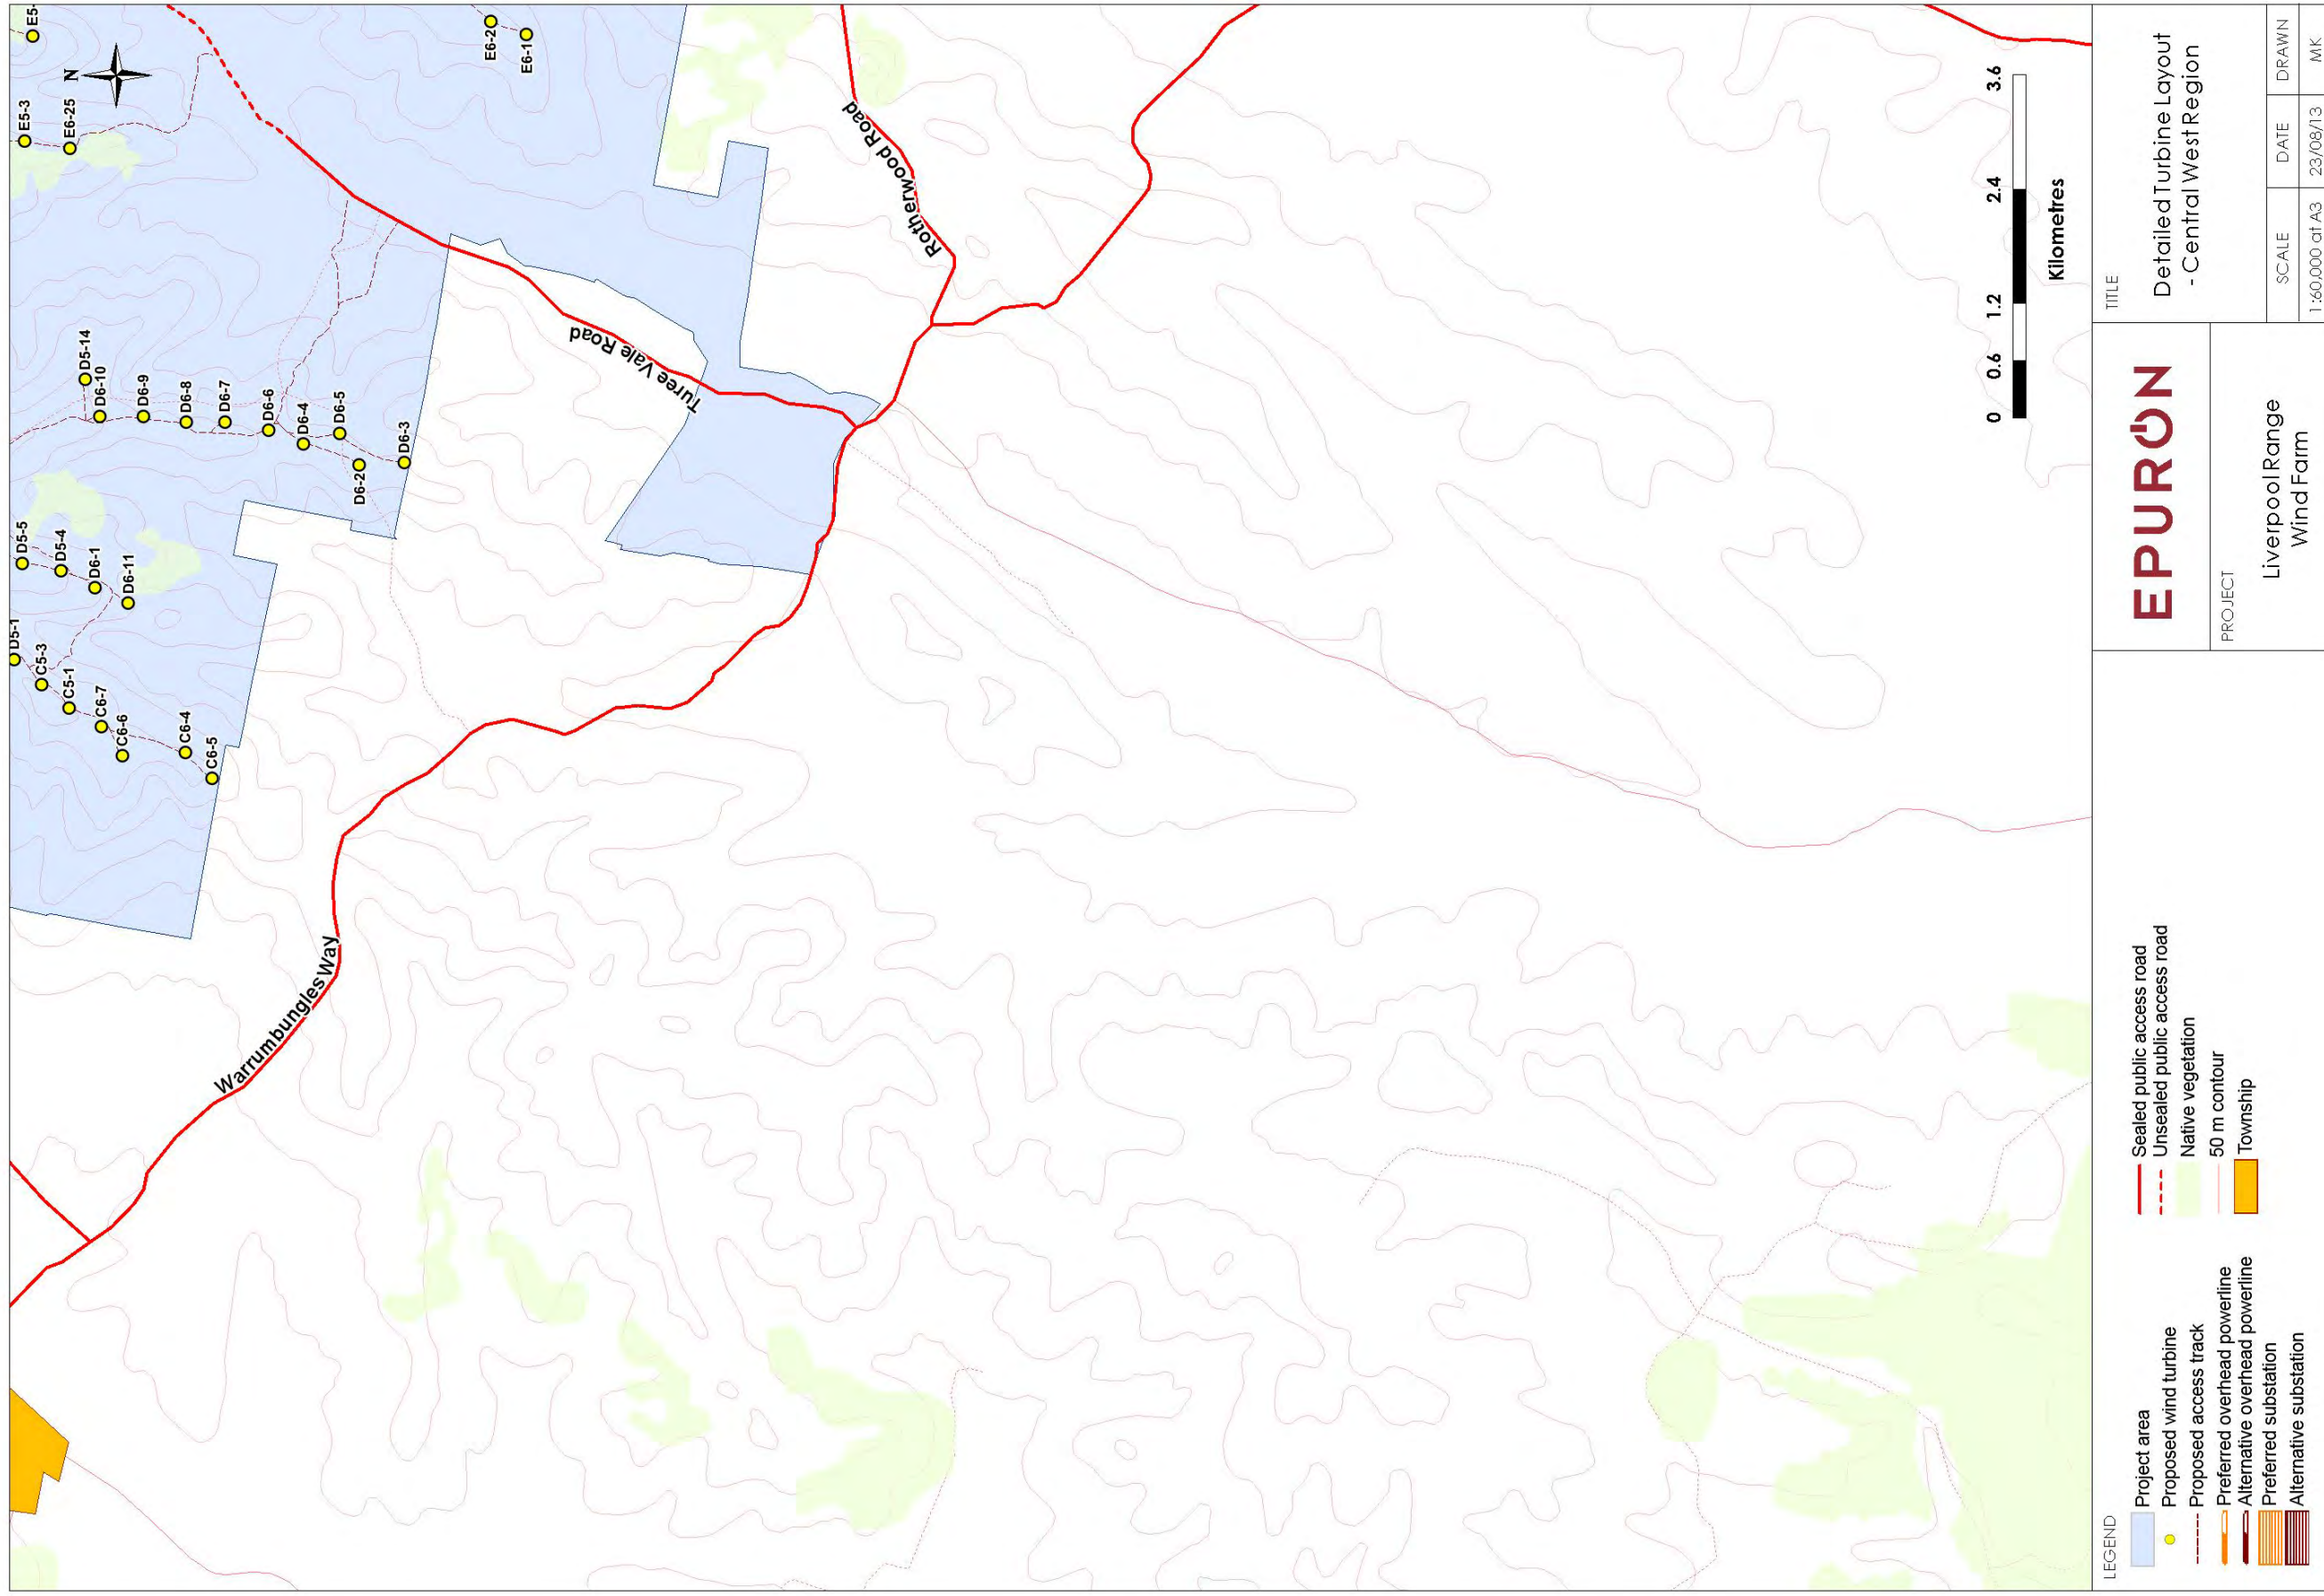 D5-1
D5-5
E5-3
E5-
C5-3
D5-4
C5-1
E6-25
N
D5-14
D6-1
D6-10
C6-7
C6-6
D6-11
D6-9
C6-4
D6-8
C6-5
D6-7
D6-6
Warrumbungles Way
D6-4
D6-5
D6-2
D6-3
E6-2
E6-1
Turee Vale Road
Rotherwood Road
0 0.6 1.2 2.4 3.6
Kilometres
LEGEND
Project area
Proposed wind turbine
Proposed access track
Preferred overhead powerline
Alternative overhead powerline
Preferred substation
Alternative substation
Sealed public access road
Unsealed public access road
Native vegetation
50 m contour
Township
EPURON
PROJECT
Liverpool Range
Wind Farm
TITLE
Detailed Turbine Layout
- Central West Region
SCALE DATE DRAWN
1:60,000 at A3 23/08/13 MK